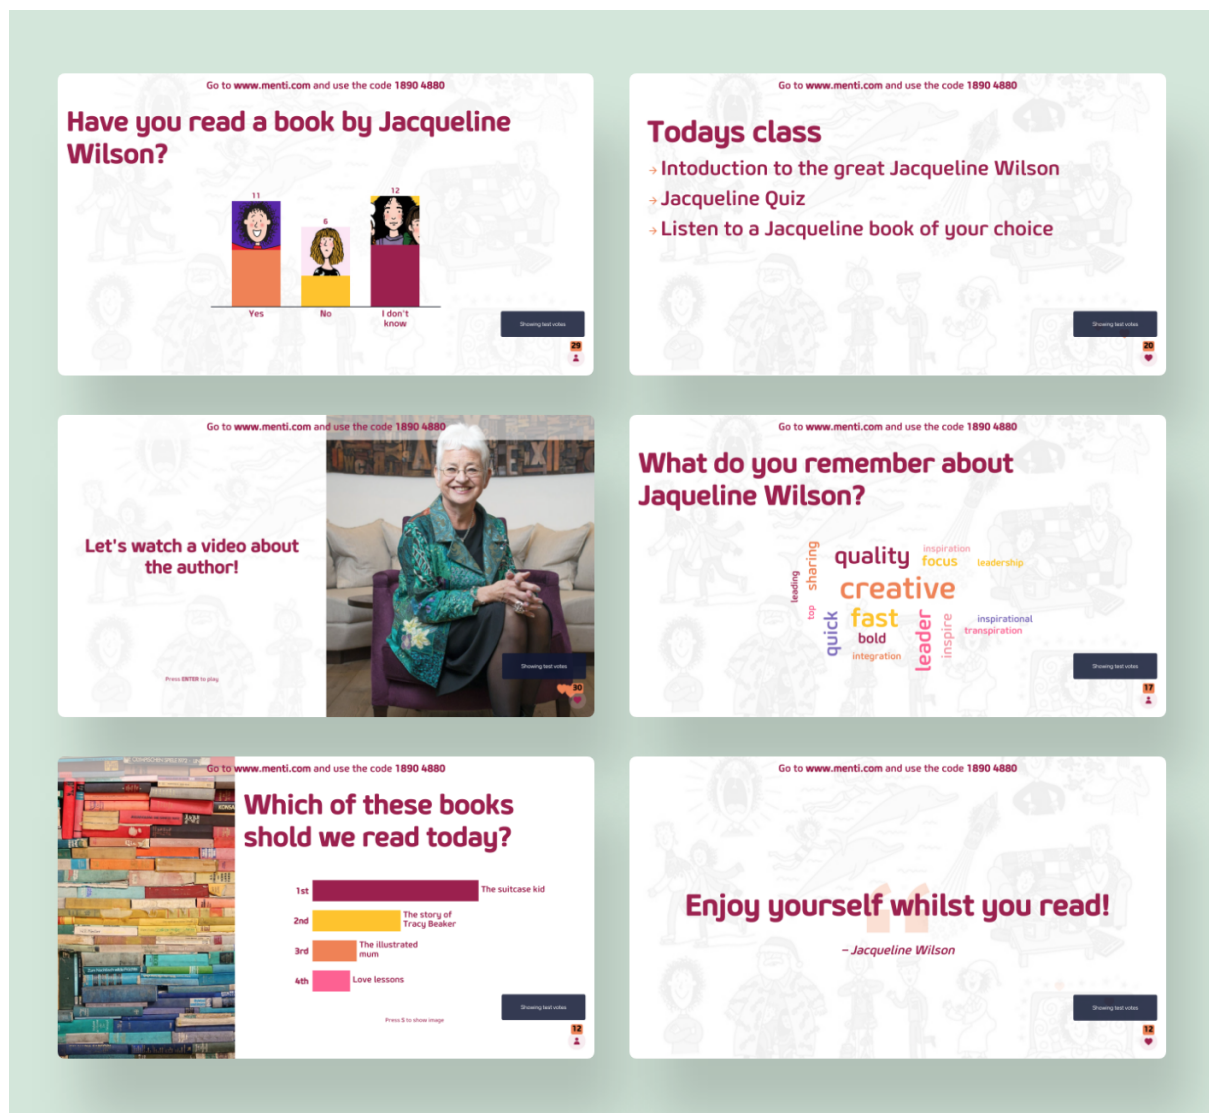 Go to www.menti.com and use the code 1890 4880
Have you read a book by Jacqueline
Wilson?
11
6
12
Yes
No
I don't
know
Showing test votes
29
Go to www.menti.com and use the code 1890 4880
Todays class
→ Intoduction to the great Jacqueline Wilson
→ Jacqueline Quiz
→ Listen to a Jacqueline book of your choice
Showing test votes
20
Go to www.menti.com and use the code 1890 4880
Let's watch a video about
the author!
Press ENTER to play
Showing test votes
30
Go to www.menti.com and use the code 1890 4880
What do you remember about
Jaqueline Wilson?
leading
sharing
quality
inspiration
focus
leadership
creative
top
quick
fast
bold
integration
leader
inspire
inspirational
transpiration
Showing test votes
17
Go to www.menti.com and use the code 1890 4880
Which of these books
shold we read today?
1st
The suitcase kid
2nd
The story of
Tracy Beaker
3rd
The illustrated
mum
4th
Love lessons
Press S to show image
Showing test votes
12
Go to www.menti.com and use the code 1890 4880
“
Enjoy yourself whilst you read!
– Jacqueline Wilson
Showing test votes
12